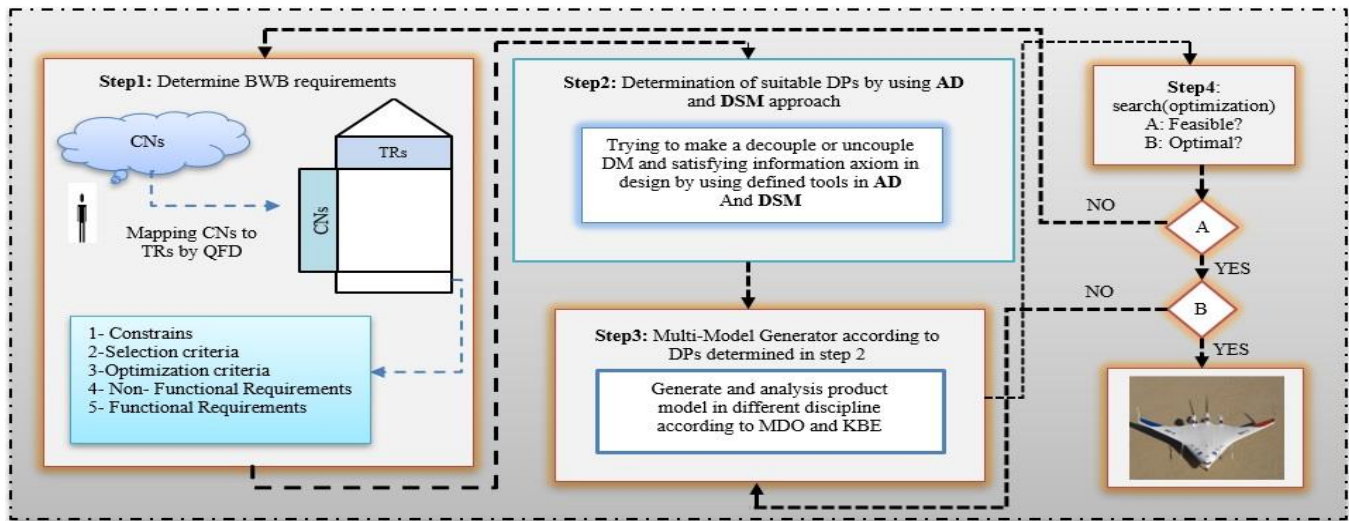 Step1: Determine BWB requirements
CNs
TRs
CNs
Mapping CNs to
TRs by QFD
1- Constrains
2-Selection criteria
3-Optimization criteria
4- Non- Functional Requirements
5- Functional Requirements
Step2: Determination of suitable DPs by using AD
and DSM approach
Trying to make a decouple or uncouple
DM and satisfying information axiom in
design by using defined tools in AD
And DSM
Step3: Multi-Model Generator according to
DPs determined in step 2
Generate and analysis product
model in different discipline
according to MDO and KBE
Step4:
search(optimization)
A: Feasible?
B: Optimal?
NO
A
YES
NO
B
YES